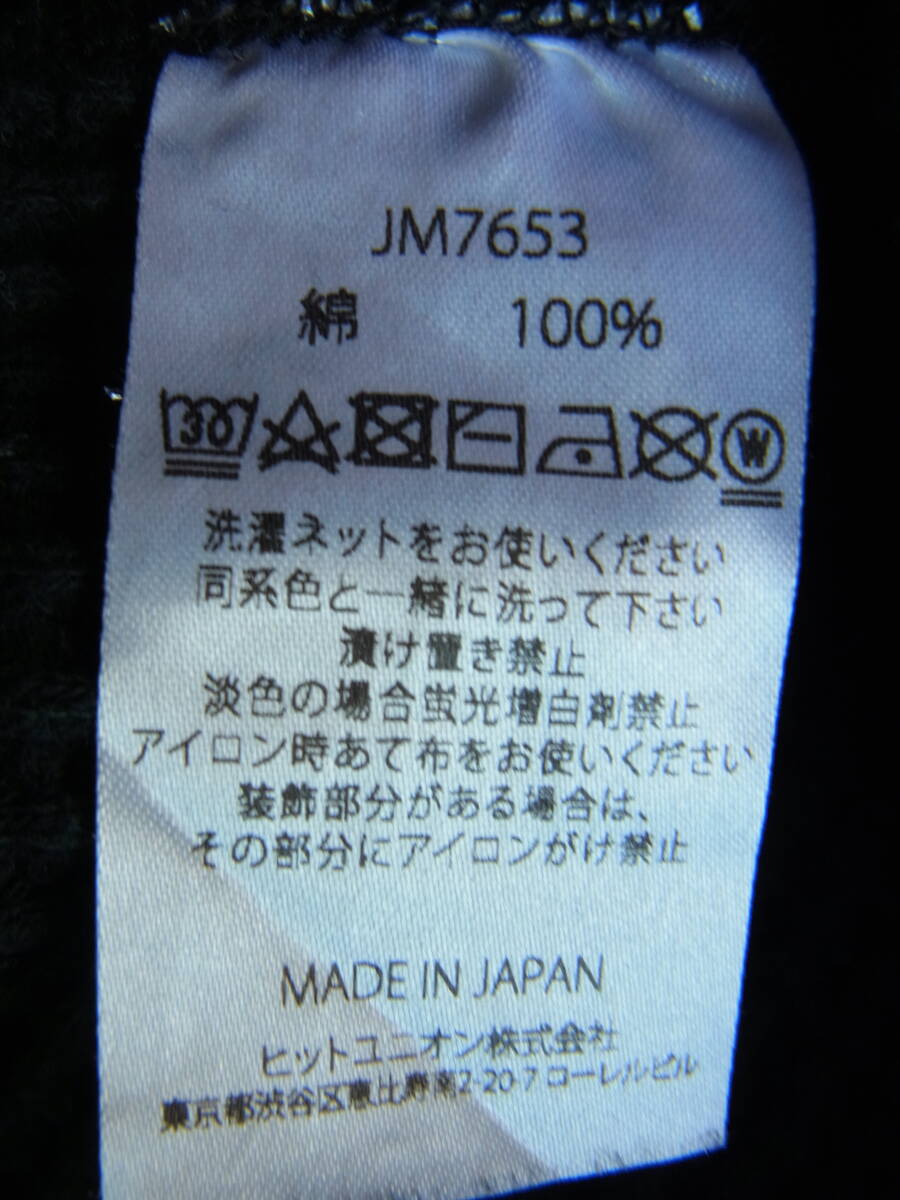 JM7653
綿 100%
30
W
洗濯ネットをお使いください
同系色と一緒に洗って下さい
漬け置き禁止
淡色の場合蛍光増白剤禁止
アイロン時あて布をお使いください
装飾部分がある場合は、
その部分にアイロンがけ禁止
MADE IN JAPAN
ヒットユニオン株式会社
東京都渋谷区恵比寿南2-20-7 コーレルビル